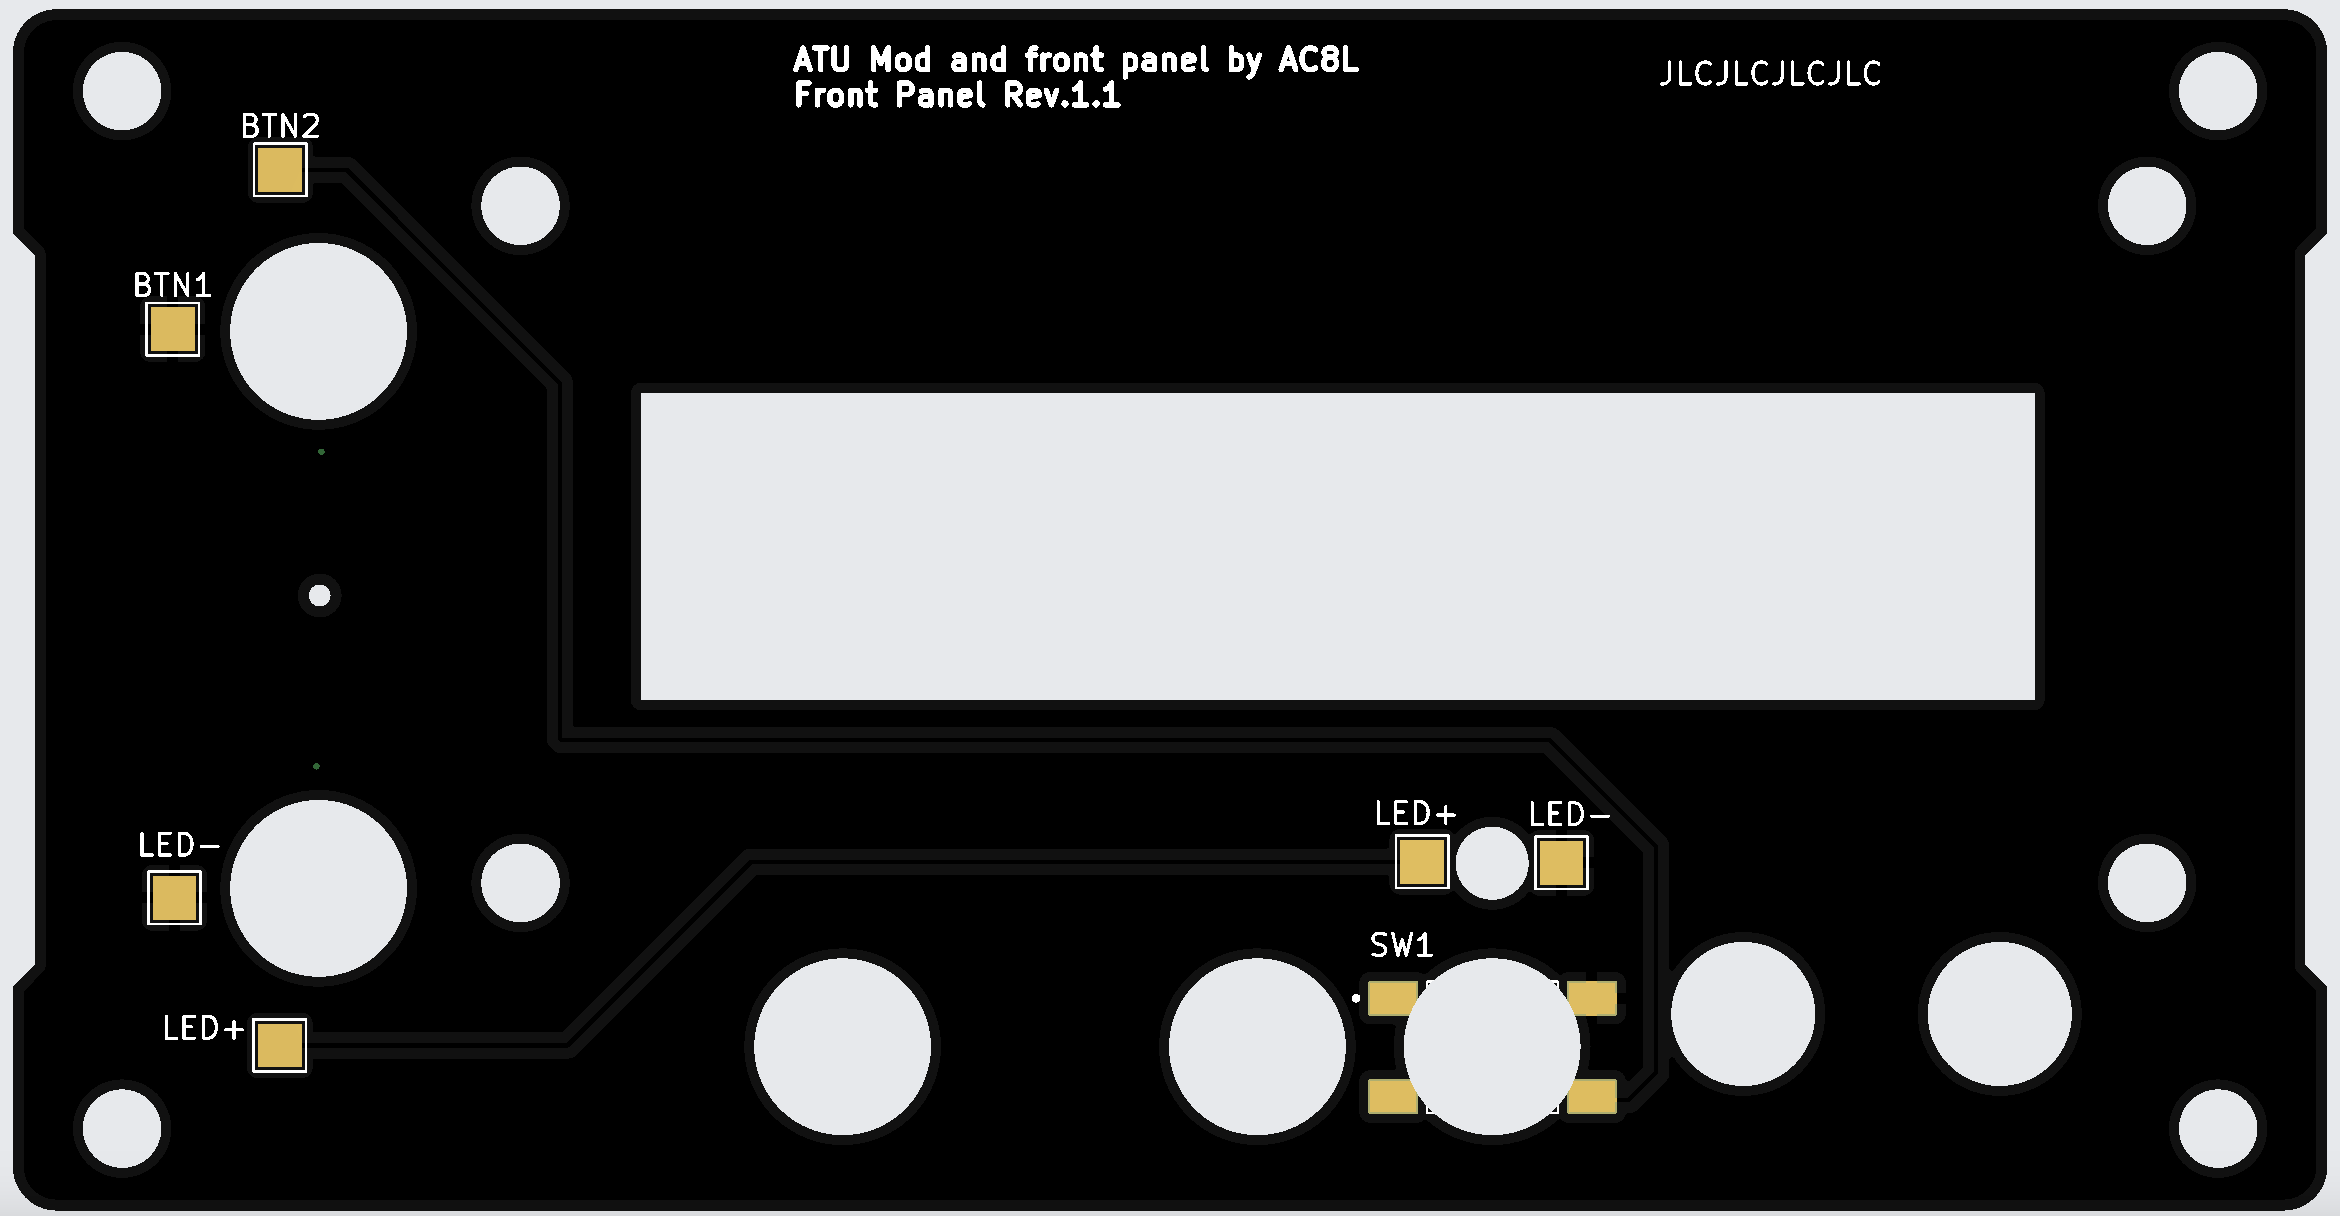 ATU Mod and front panel by AC8L
Front Panel Rev.1.1
JLCJLCJLCJLC
BTN2
BTN1
LED+
LED-
LED-
SW1
LED+